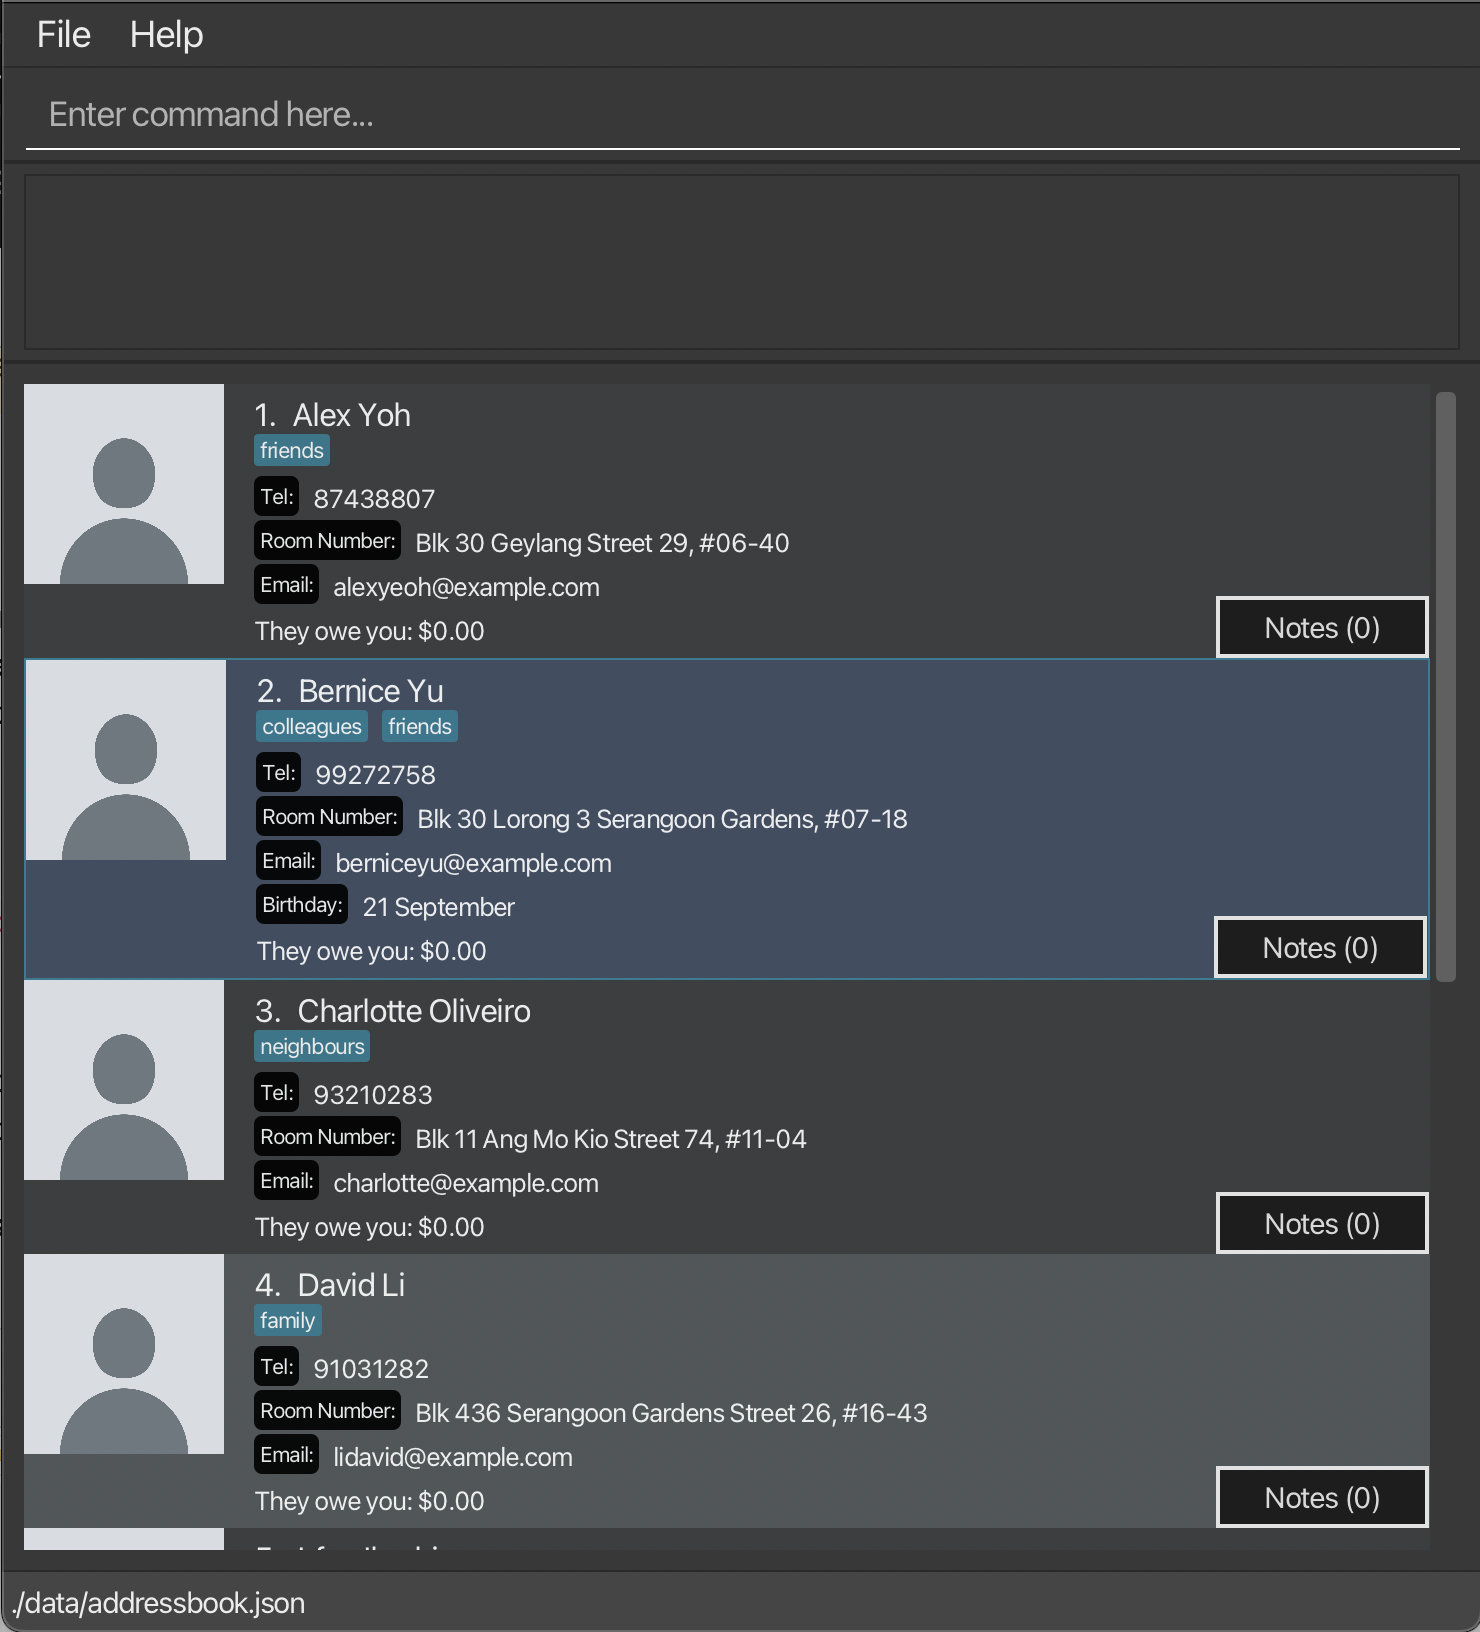 File Help
Enter command here...
1. Alex Yoh
friends
Tel: 87438807
Room Number: Blk 30 Geylang Street 29, #06-40
Email: alexyeoh@example.com
They owe you: $0.00
Notes (0)
2. Bernice Yu
colleagues friends
Tel: 99272758
Room Number: Blk 30 Lorong 3 Serangoon Gardens, #07-18
Email: berniceyu@example.com
Birthday: 21 September
They owe you: $0.00
Notes (0)
3. Charlotte Oliveiro
neighbours
Tel: 93210283
Room Number: Blk 11 Ang Mo Kio Street 74, #11-04
Email: charlotte@example.com
They owe you: $0.00
Notes (0)
4. David Li
family
Tel: 91031282
Room Number: Blk 436 Serangoon Gardens Street 26, #16-43
Email: lidavid@example.com
They owe you: $0.00
Notes (0)
./data/addressbook.json